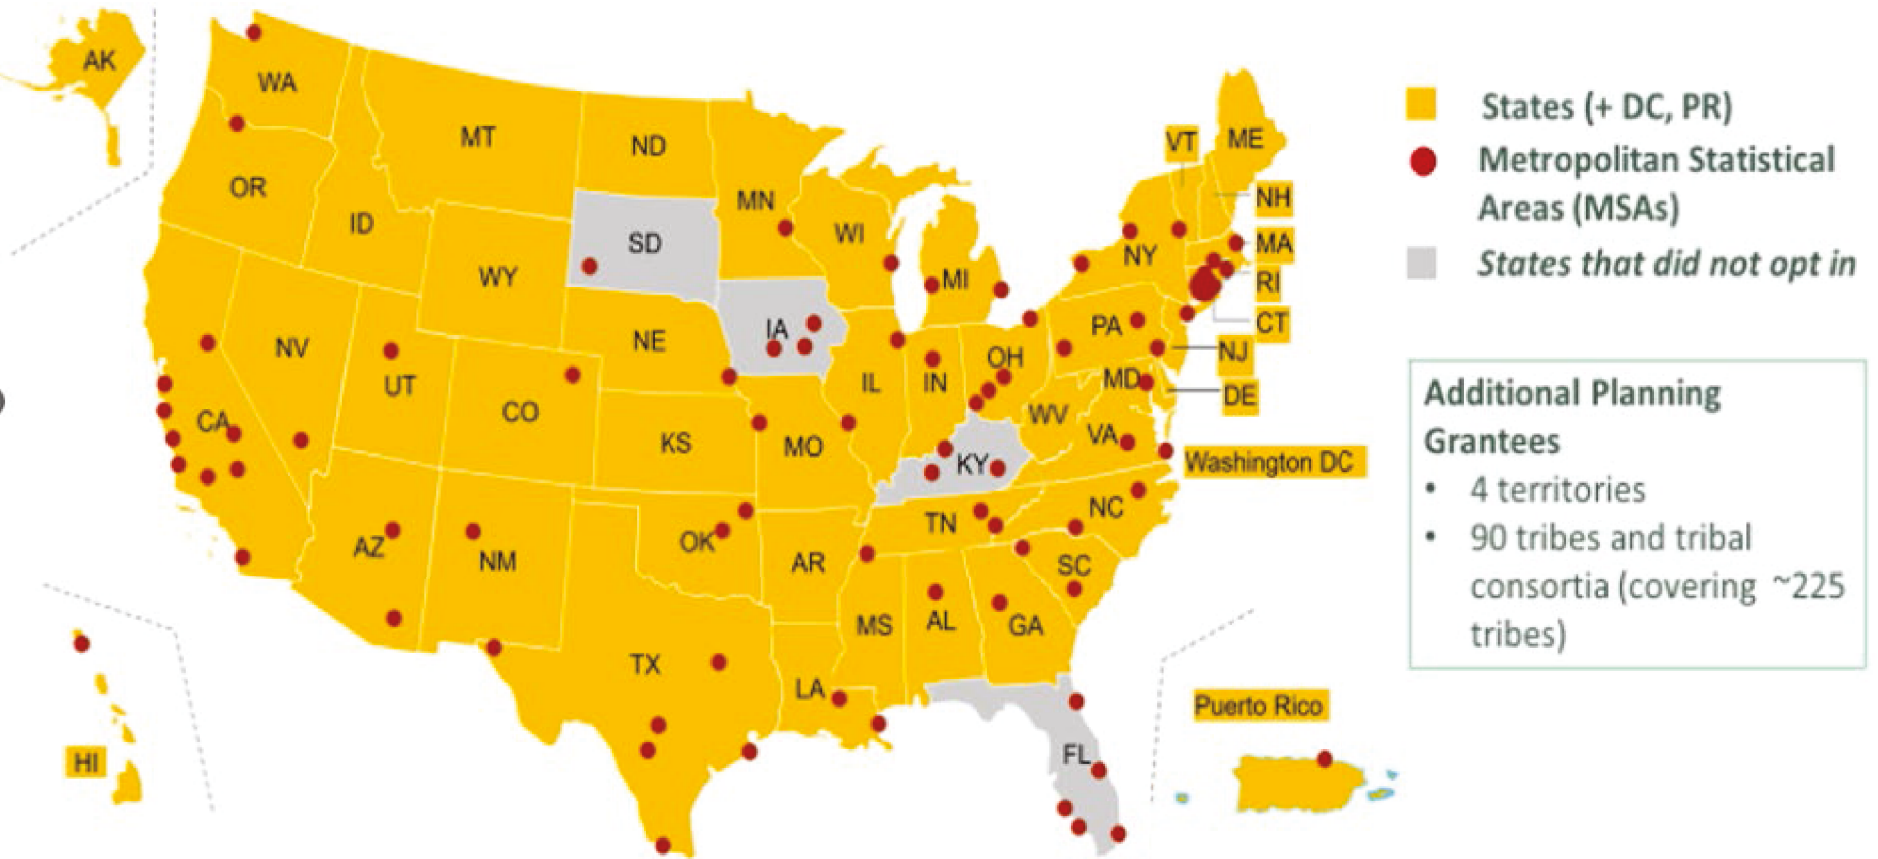 AK
WA
MT
ND
VT
ME
OR
MN
NH
ID
SD
WI
NY
MA
WY
MI
RI
IA
PA
CT
NV
NE
OH
NJ
UT
IL
IN
MD
DE
CO
CA
WV
KS
MO
VA
KY
Washington DC
NC
TN
OK
AZ
NM
AR
SC
MS
AL
GA
TX
LA
Puerto Rico
FL
HI
States (+ DC, PR)
Metropolitan Statistical
Areas (MSAs)
States that did not opt in
Additional Planning
Grantees
• 4 territories
• 90 tribes and tribal
consortia (covering ~225
tribes)